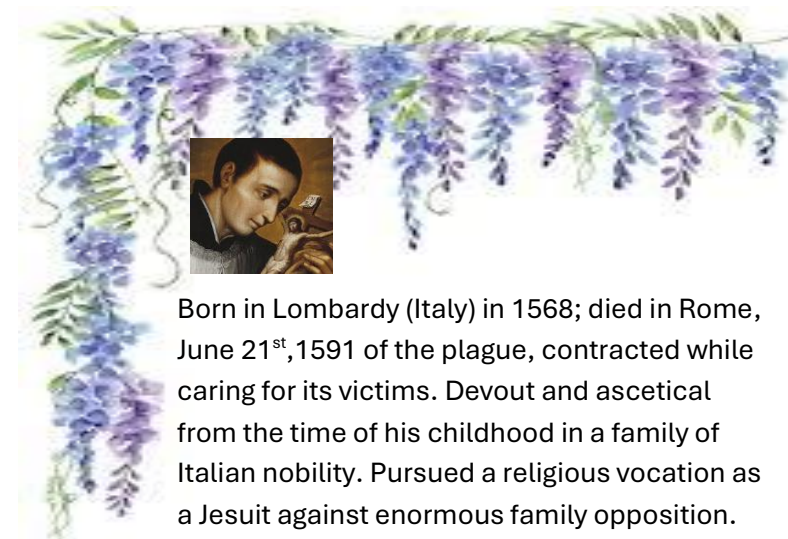 Born in Lombardy (Italy) in 1568; died in Rome,
June 21st,1591 of the plague, contracted while
caring for its victims. Devout and ascetical
from the time of his childhood in a family of
Italian nobility. Pursued a religious vocation as
a Jesuit against enormous family opposition.